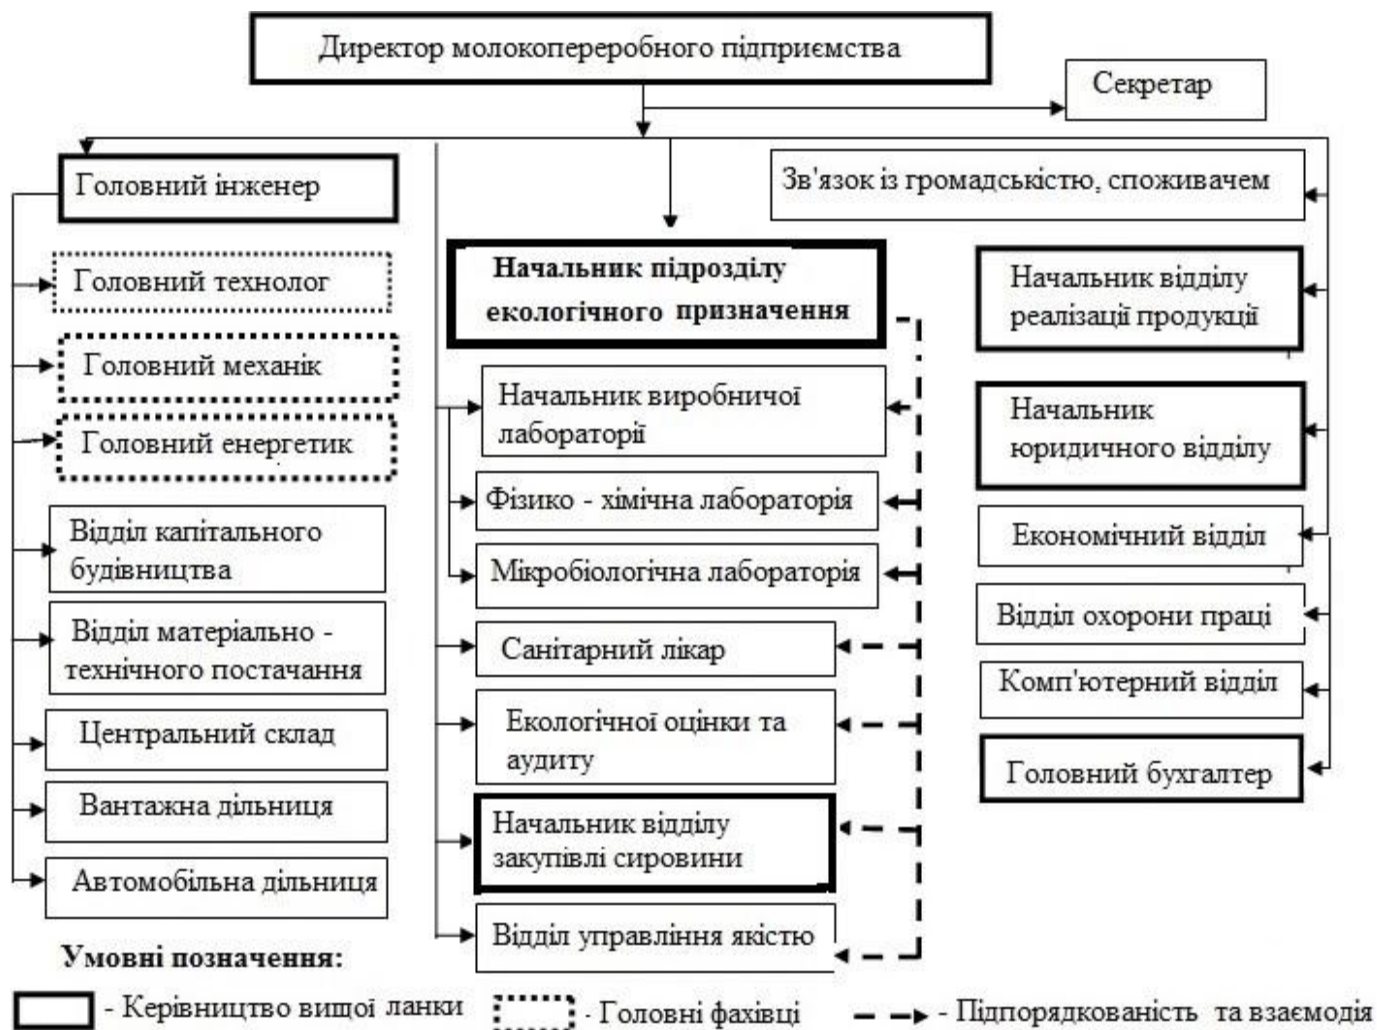 Директор молокопереробного підприємства
Секретар
Головний інженер
Зв'язок із громадськістю, споживачем
Головний технолог
Головний механік
Головний енергетик
Відділ капітального
будівництва
Відділ матеріально -
технічного постачання
Центральний склад
Вантажна дільниця
Автомобільна дільниця
Начальник підрозділу
екологічного призначення
Начальник виробничої
лабораторії
Фізико - хімічна лабораторія
Мікробіологічна лабораторія
Санітарний лікар
Екологічної оцінки та
аудиту
Начальник відділу
закупівлі сировини
Відділ управління якістю
Начальник відділу
реалізації продукції
Начальник
юридичного відділу
Економічний відділ
Відділ охорони праці
Комп'ютерний відділ
Головний бухгалтер
Умовні позначення:
- Керівництво вищої ланки
- Головні фахівці
- Підпорядкованість та взаємодія